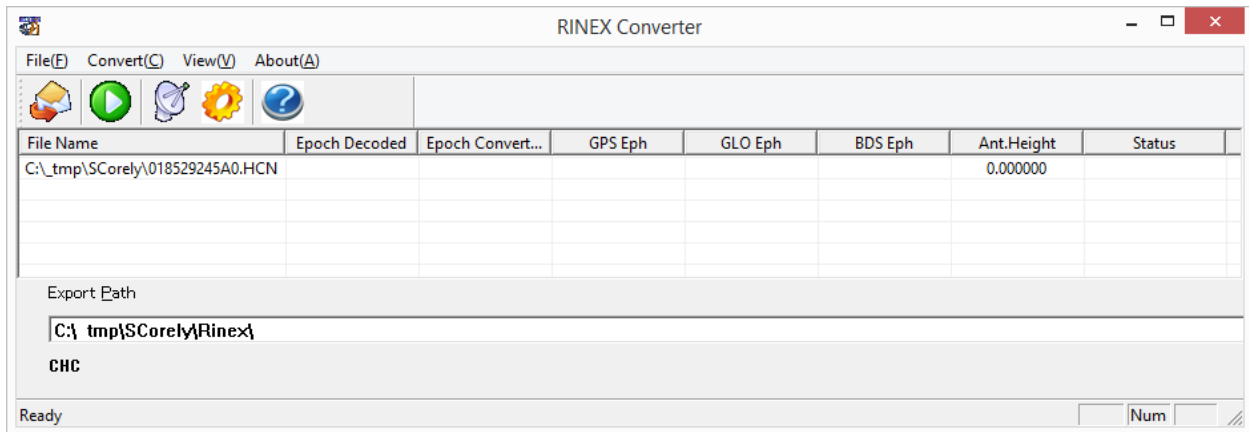 RINEX Converter
File(F) Convert(C) View(V) About(A)
File Name Epoch Decoded Epoch Convert... GPS Eph GLO Eph BDS Eph Ant.Height Status
C:\_tmp\SCorely\018529245A0.HCN 0.000000
Export Path
C:\_tmp\SCorely\Rinex\
CHC
Ready Num